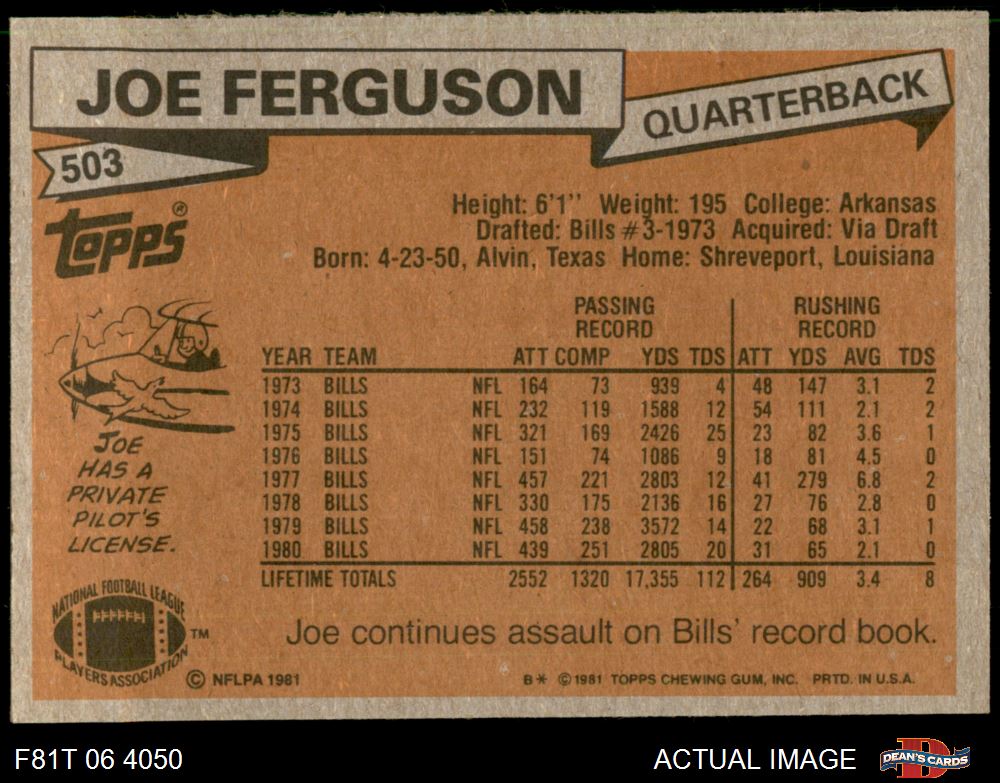 JOE FERGUSON
QUARTERBACK
503
topps®
Height: 6'1" Weight: 195 College: Arkansas
Drafted: Bills #3-1973 Acquired: Via Draft
Born: 4-23-50, Alvin, Texas Home: Shreveport, Louisiana
PASSING RECORD RUSHING RECORD
YEAR TEAM ATT COMP YDS TDS ATT YDS AVG TDS
1973 BILLS NFL 164 73 939 4 48 147 3.1 2
1974 BILLS NFL 232 119 1588 12 54 111 2.1 2
1975 BILLS NFL 321 169 2426 25 23 82 3.6 1
1976 BILLS NFL 151 74 1086 9 18 81 4.5 0
1977 BILLS NFL 457 221 2803 12 41 279 6.8 2
1978 BILLS NFL 330 175 2136 16 27 76 2.8 0
1979 BILLS NFL 458 238 3572 14 22 68 3.1 1
1980 BILLS NFL 439 251 2805 20 31 65 2.1 0
LIFETIME TOTALS 2552 1320 17,355 112 264 909 3.4 8
JOE
HAS A
PRIVATE
PILOT'S
LICENSE.
NATIONAL FOOTBALL LEAGUE
PLAYERS ASSOCIATION
TM
Joe continues assault on Bills' record book.
© NFLPA 1981
B* © 1981 TOPPS CHEWING GUM, INC. PRTD. IN U.S.A.
F81T 06 4050
ACTUAL IMAGE
DEAN'S CARDS